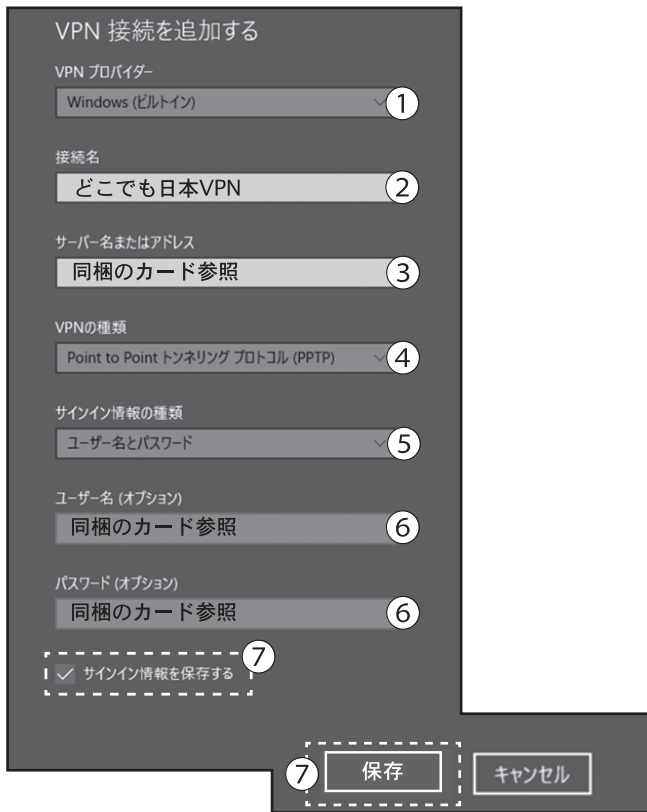 VPN 接続を追加する
VPN プロバイダー
Windows (ビルトイン)
①
接続名
どこでも日本VPN
②
サーバー名またはアドレス
同梱のカード参照
③
VPNの種類
Point to Point トンネリング プロトコル (PPTP)
④
サインイン情報の種類
ユーザー名とパスワード
⑤
ユーザー名 (オプション)
同梱のカード参照
⑥
パスワード (オプション)
同梱のカード参照
⑥
⑦
サインイン情報を保存する
⑦
保存
キャンセル